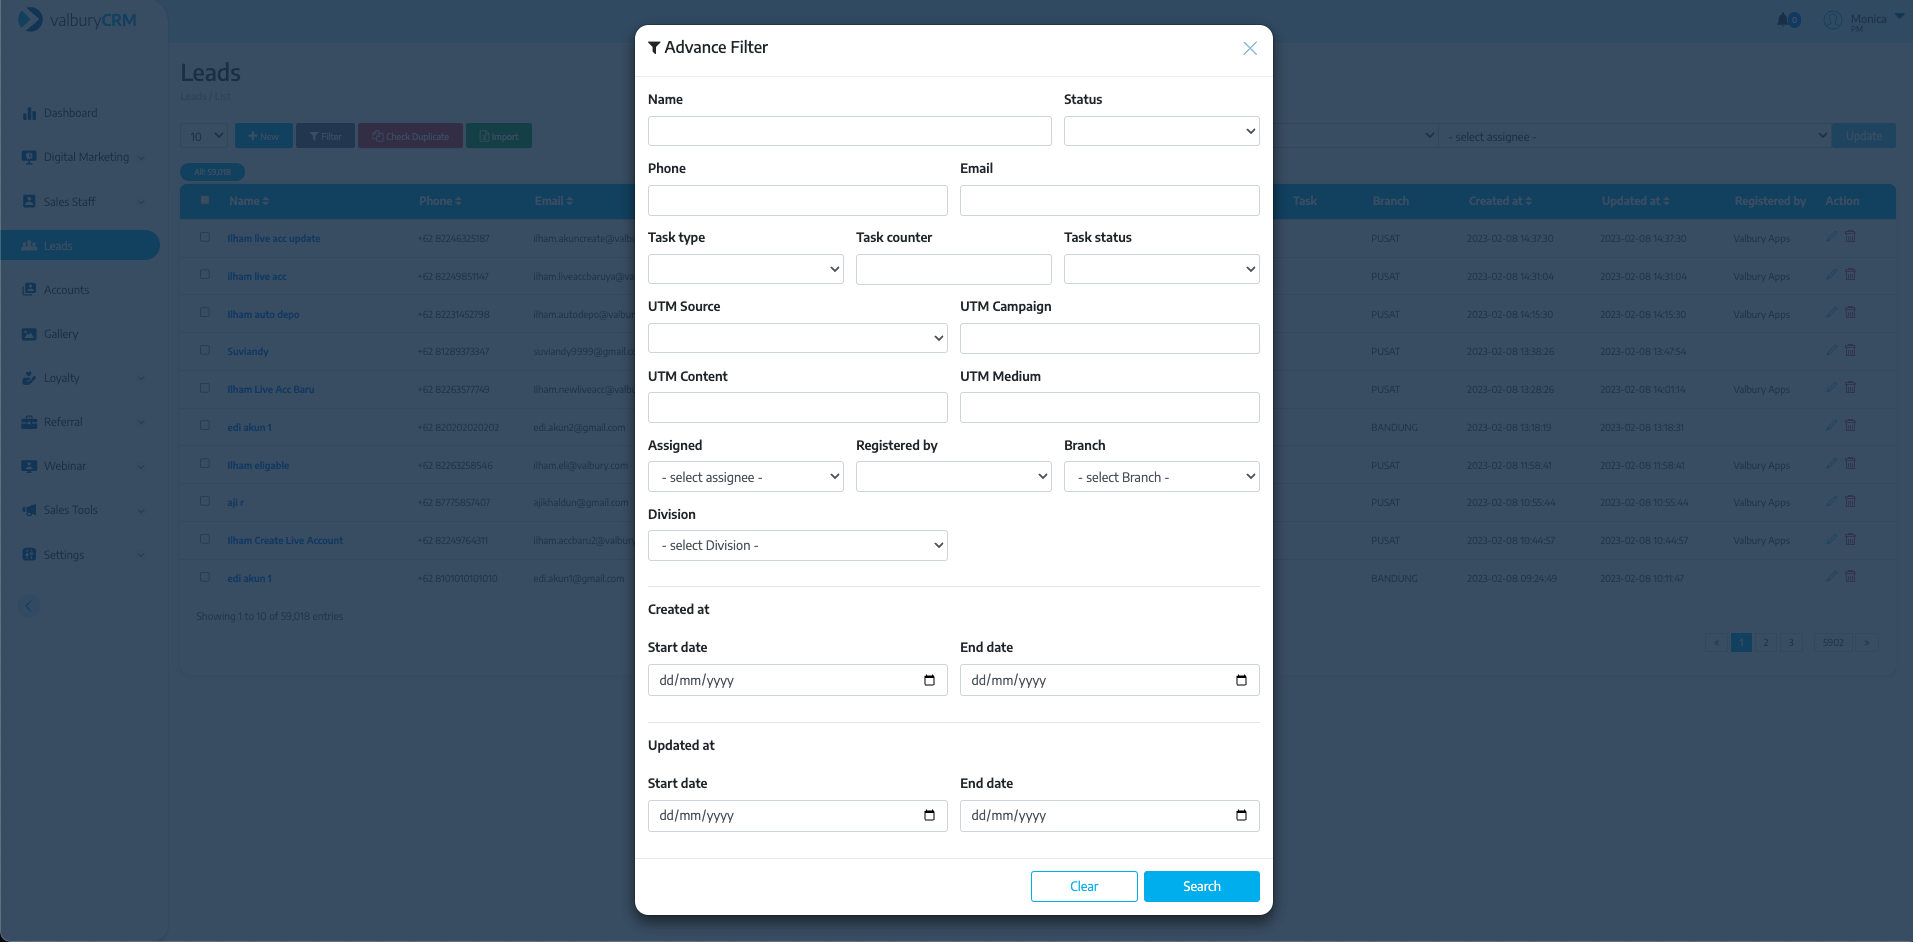 valburyCRM
0
Monica
PM
Dashboard
Digital Marketing
Sales Staff
Leads
Accounts
Gallery
Loyalty
Referral
Webinar
Sales Tools
Settings
Leads
Leads / List
10
New
Filter
Check Duplicate
Import
- select assignee -
Update
All: 59,018
Name Phone Email Task Branch Created at Updated at Registered by Action
Ilham live acc update +62 82246325187 ilham.akuncreate@valbu PUSAT 2023-02-08 14:37:30 2023-02-08 14:37:30 Valbury Apps
Ilham live acc +62 82249851147 ilham.liveaccbaruya@va PUSAT 2023-02-08 14:31:04 2023-02-08 14:31:04 Valbury Apps
Ilham auto depo +62 82231452798 ilham.autodepo@valbur PUSAT 2023-02-08 14:15:30 2023-02-08 14:15:30 Valbury Apps
Suviandy +62 81289373347 suviandy9999@gmail.c PUSAT 2023-02-08 13:38:26 2023-02-08 13:47:54
Ilham Live Acc Baru +62 82263577749 ilham.newliveacc@valbu PUSAT 2023-02-08 13:28:26 2023-02-08 14:01:14 Valbury Apps
edi akun 1 +62 820202020202 edi.akun2@gmail.com BANDUNG 2023-02-08 13:18:19 2023-02-08 13:18:31
Ilham eligable +62 82263258546 ilham.eli@valbury.com PUSAT 2023-02-08 11:58:41 2023-02-08 11:58:41 Valbury Apps
aji r +62 87775857407 ajikhaldun@gmail.com PUSAT 2023-02-08 10:55:44 2023-02-08 10:55:44 Valbury Apps
Ilham Create Live Account +62 82249764311 ilham.accbaru2@valbury PUSAT 2023-02-08 10:44:57 2023-02-08 10:44:57 Valbury Apps
edi akun 1 +62 8101010101010 edi.akun1@gmail.com BANDUNG 2023-02-08 09:24:49 2023-02-08 10:11:47
Showing 1 to 10 of 59,018 entries
« 1 2 3 5902 »
Advance Filter
Name Status
Phone Email
Task type Task counter Task status
UTM Source UTM Campaign
UTM Content UTM Medium
Assigned Registered by Branch
- select assignee - - select Branch -
Division
- select Division -
Created at
Start date End date
dd/mm/yyyy dd/mm/yyyy
Updated at
Start date End date
dd/mm/yyyy dd/mm/yyyy
Clear Search